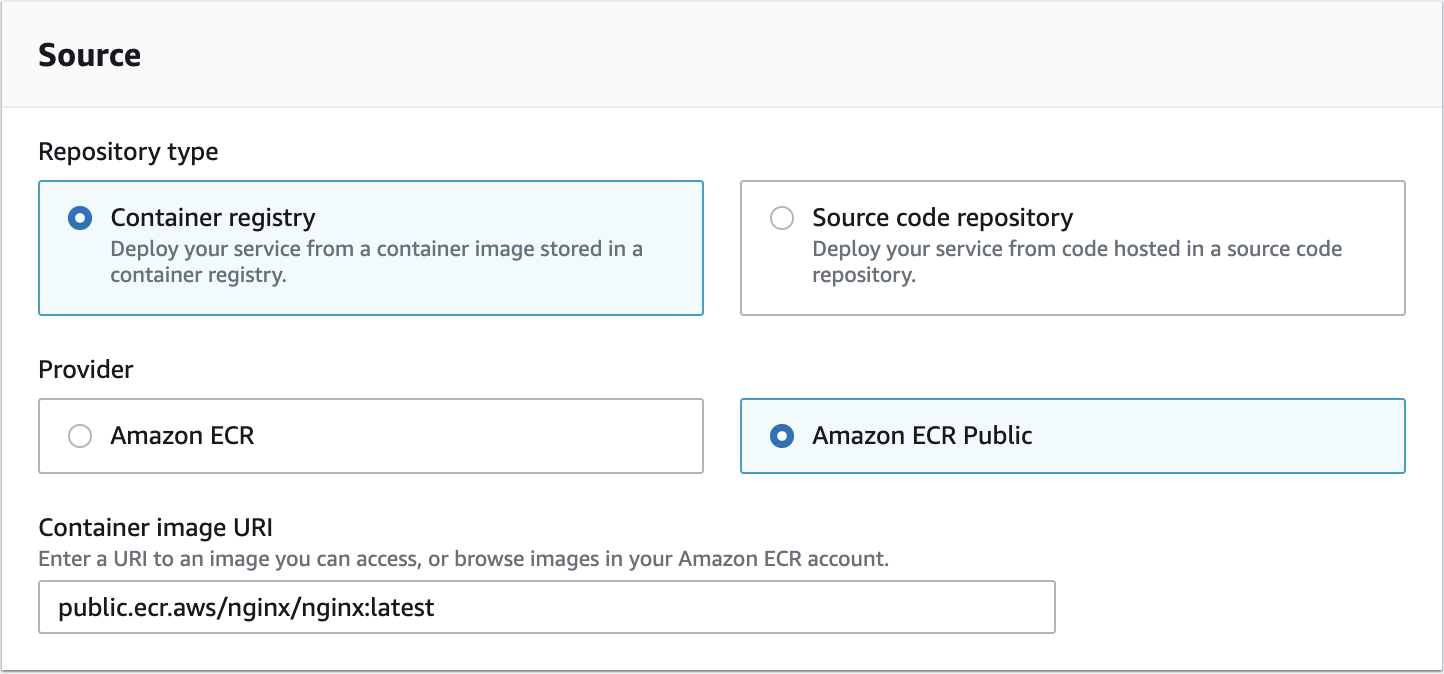 Source
Repository type
Container registry
Deploy your service from a container image stored in a
container registry.
Source code repository
Deploy your service from code hosted in a source code
repository.
Provider
Amazon ECR
Amazon ECR Public
Container image URI
Enter a URI to an image you can access, or browse images in your Amazon ECR account.
public.ecr.aws/nginx/nginx:latest